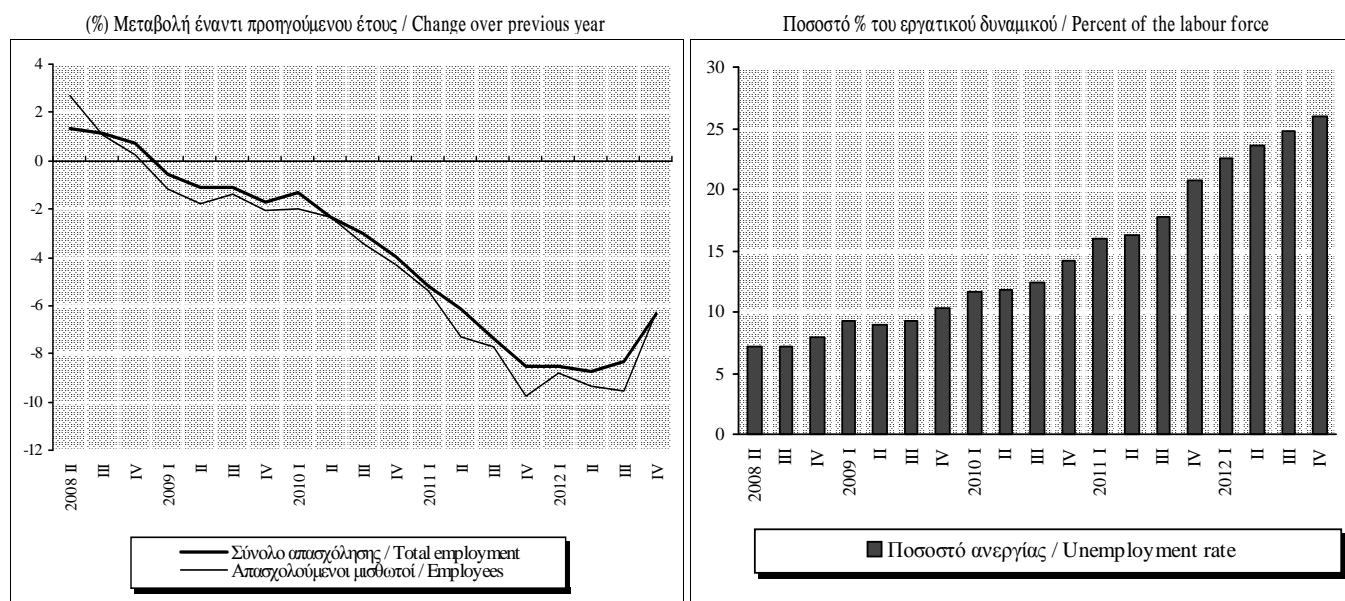 (%) Μεταβολή έναντι προηγούμενου έτους / Change over previous year
4
2
0
-2
-4
-6
-8
-10
-12
2008 II
III
IV
2009 I
II
III
IV
2010 I
II
III
IV
2011 I
II
III
IV
2012 I
II
III
IV
Σύνολο απασχόλησης / Total employment
Απασχολούμενοι μισθωτοί / Employees
Ποσοστό % του εργατικού δυναμικού / Percent of the labour force
30
25
20
15
10
5
0
2008 II
III
IV
2009 I
II
III
IV
2010 I
II
III
IV
2011 I
II
III
IV
2012 I
II
III
IV
Ποσοστό ανεργίας / Unemployment rate